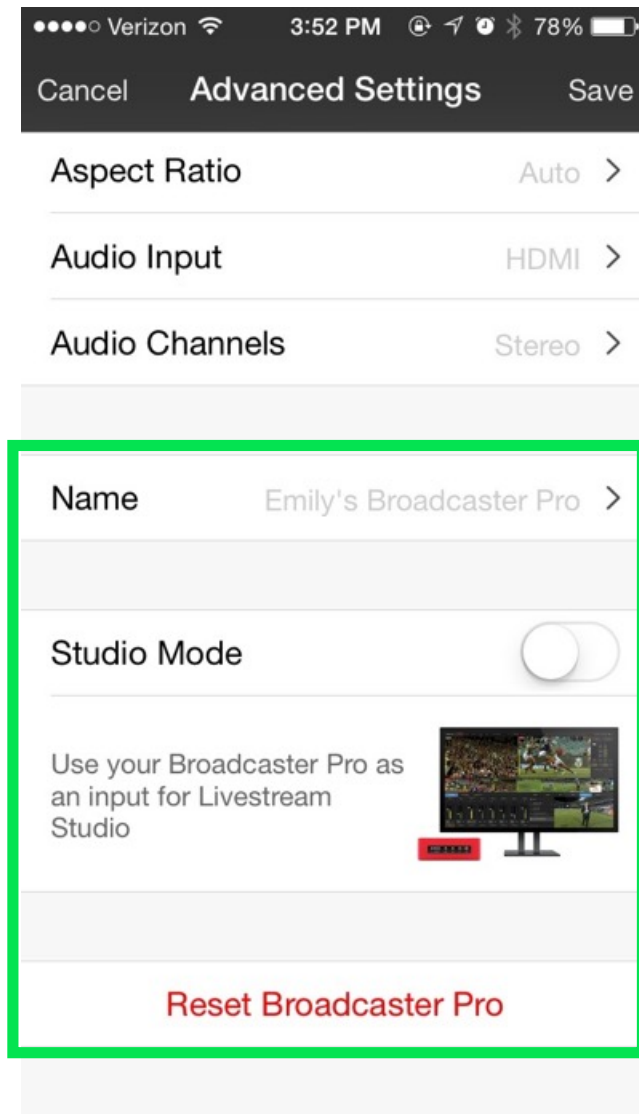 Verizon 3:52 PM 78%
Cancel Advanced Settings Save
Aspect Ratio Auto
Audio Input HDMI
Audio Channels Stereo
Name Emily's Broadcaster Pro
Studio Mode
Use your Broadcaster Pro as
an input for Livestream
Studio
Reset Broadcaster Pro